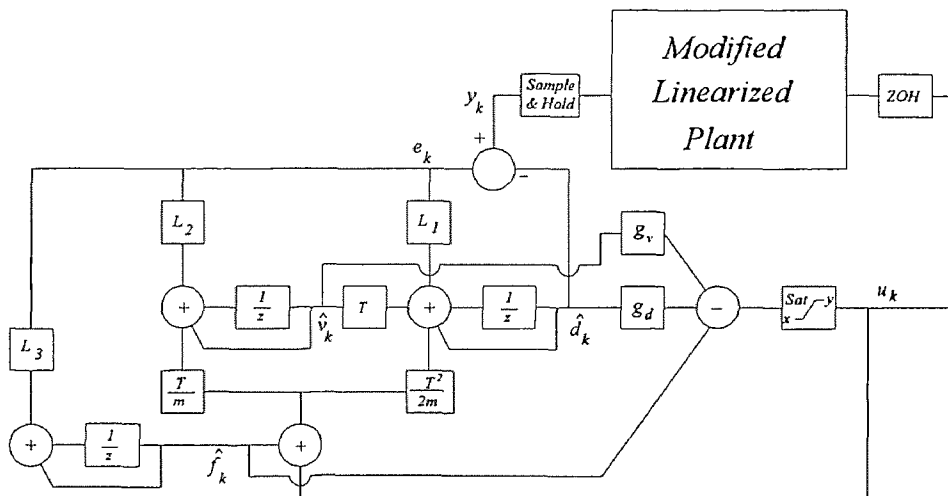 Modified
Linearized
Plant
Sample
& Hold
ZOH
y_k
+
-
e_k
L_2
L_1
g_v
+
1/z
v̂_k
T
+
1/z
d̂_k
g_d
-
Sat
x y
u_k
L_3
T/m
T^2/2m
+
1/z
f̂_k
+